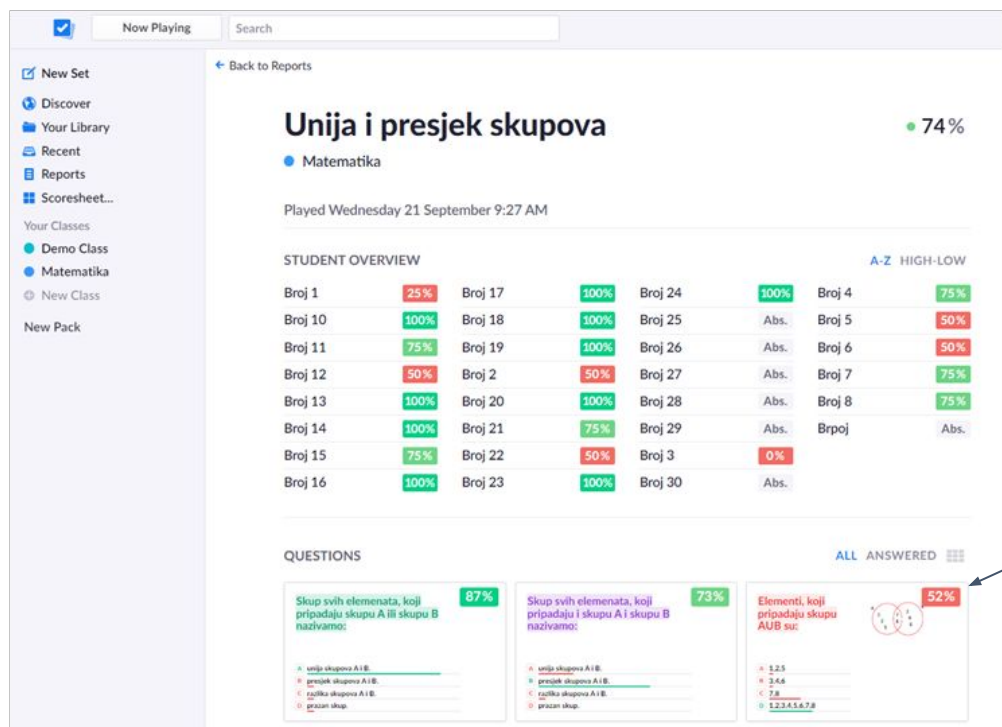 Now Playing
Search
New Set
Discover
Your Library
Recent
Reports
Scoresheet...
Your Classes
Demo Class
Matematika
New Class
New Pack
Back to Reports
Unija i presjek skupova
74%
Matematika
Played Wednesday 21 September 9:27 AM
STUDENT OVERVIEW
A-Z HIGH-LOW
Broj 1 25% Broj 17 100% Broj 24 100% Broj 4 75%
Broj 10 100% Broj 18 100% Broj 25 Abs. Broj 5 50%
Broj 11 75% Broj 19 100% Broj 26 Abs. Broj 6 50%
Broj 12 50% Broj 2 50% Broj 27 Abs. Broj 7 75%
Broj 13 100% Broj 20 100% Broj 28 Abs. Broj 8 75%
Broj 14 100% Broj 21 75% Broj 29 Abs. Brpoj Abs.
Broj 15 75% Broj 22 50% Broj 3 0%
Broj 16 100% Broj 23 100% Broj 30 Abs.
QUESTIONS
ALL ANSWERED
Skup svih elemenata, koji
pripadaju skupu A ili skupu B
nazivamo:
87%
A unija skupova A i B.
B presjek skupova A i B.
C razlika skupova A i B.
D prazan skup.
Skup svih elemenata, koji
pripadaju i skupu A i skupu B
nazivamo:
73%
A unija skupova A i B.
B presjek skupova A i B.
C razlika skupova A i B.
D prazan skup.
Elementi, koji
pripadaju skupu
AUB su:
52%
A 1,2,5
B 3,4,6
C 7,8
D 1,2,3,4,5,6,7,8